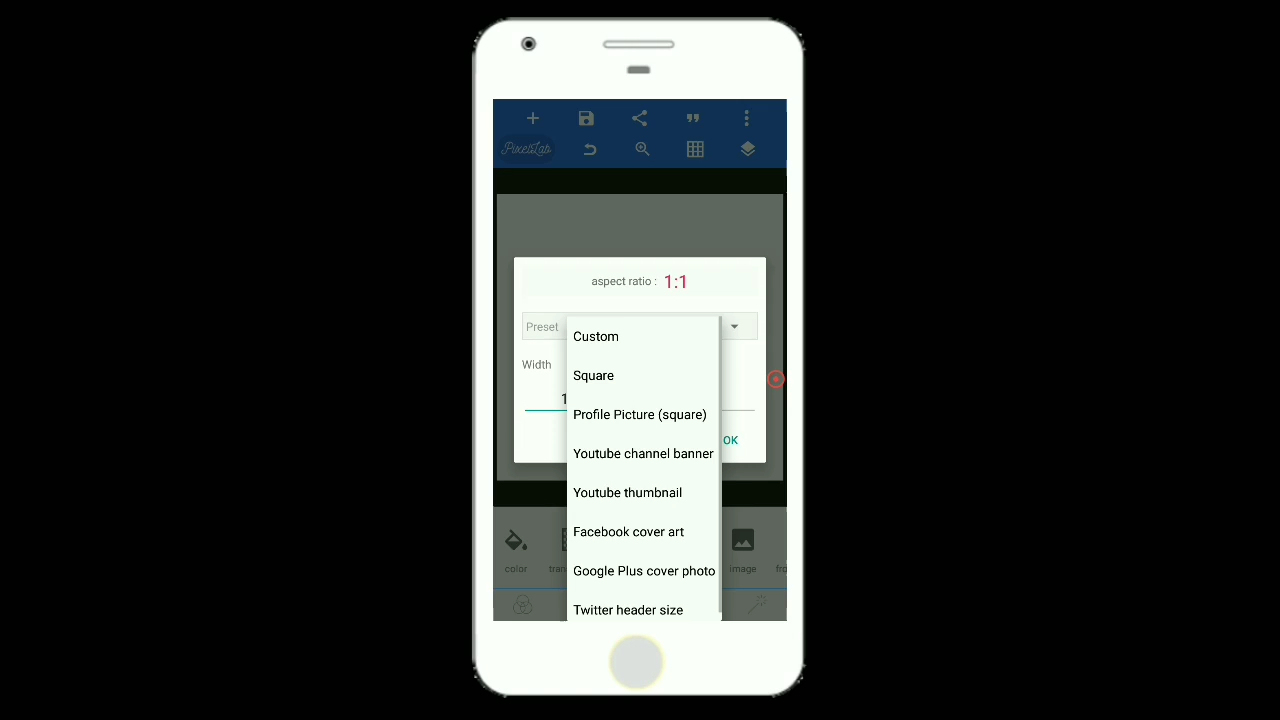 PixelLab
aspect ratio : 1:1
Preset
Custom
Width
Square
Profile Picture (square)
Youtube channel banner
OK
Youtube thumbnail
Facebook cover art
color
image
Google Plus cover photo
Twitter header size